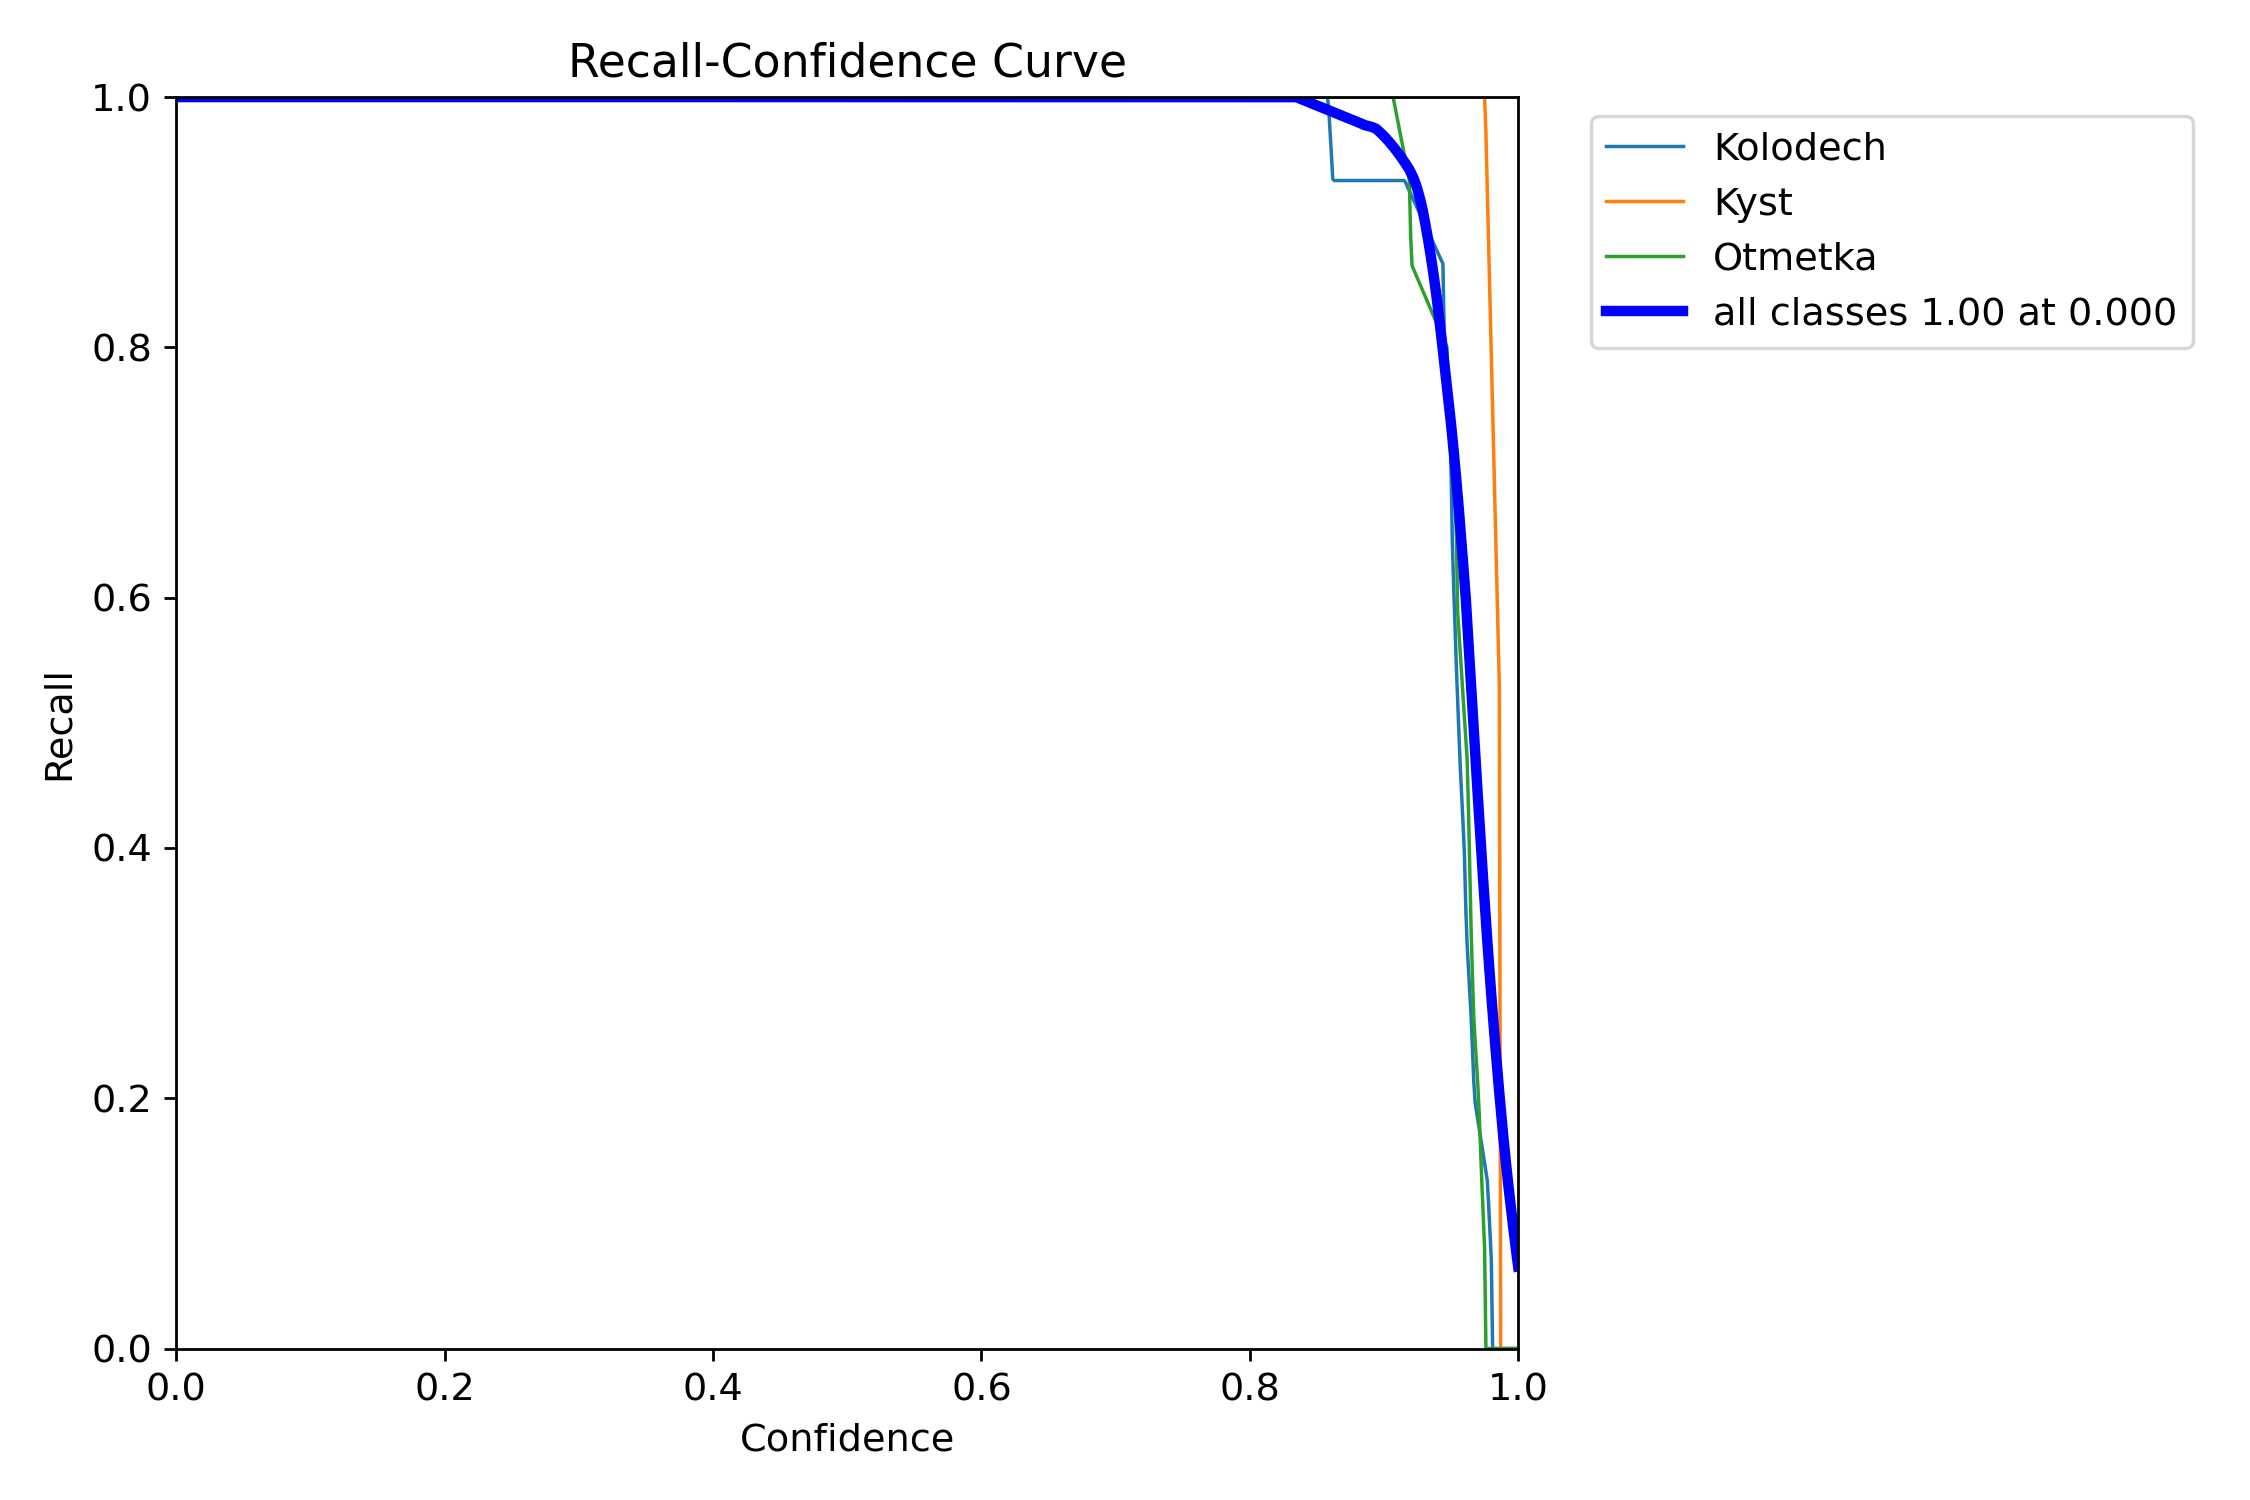 Recall-Confidence Curve
1.0
0.8
0.6
0.4
0.2
0.0
Recall
0.0 0.2 0.4 0.6 0.8 1.0
Confidence
Kolodech
Kyst
Otmetka
all classes 1.00 at 0.000